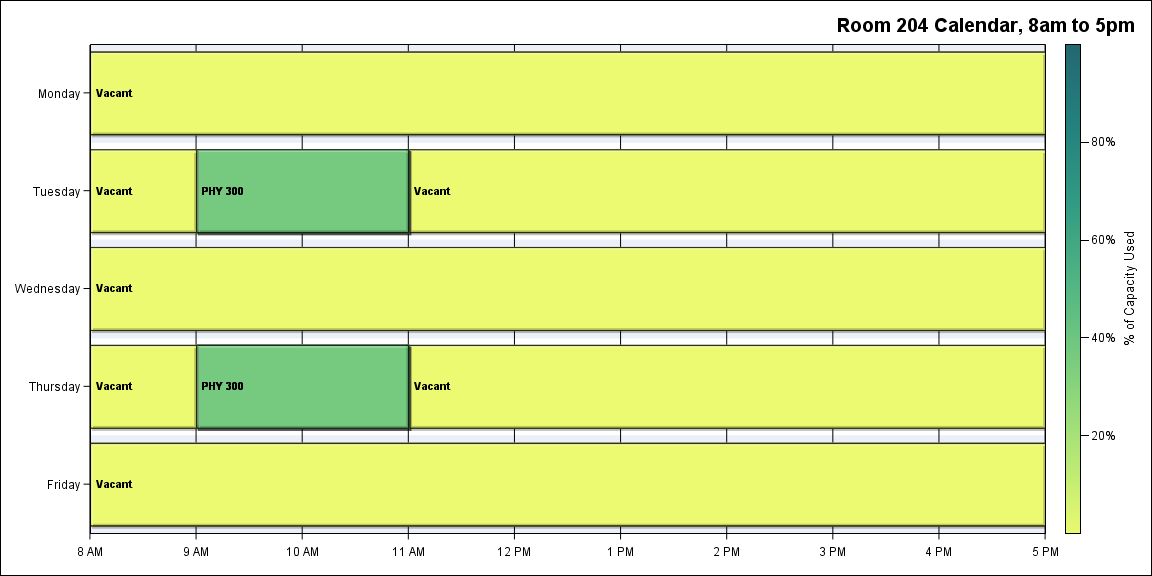 Room 204 Calendar, 8am to 5pm
Monday
Vacant
Tuesday
Vacant
PHY 300
Vacant
Wednesday
Vacant
Thursday
Vacant
PHY 300
Vacant
Friday
Vacant
8 AM
9 AM
10 AM
11 AM
12 PM
1 PM
2 PM
3 PM
4 PM
5 PM
80%
60%
40%
20%
% of Capacity Used